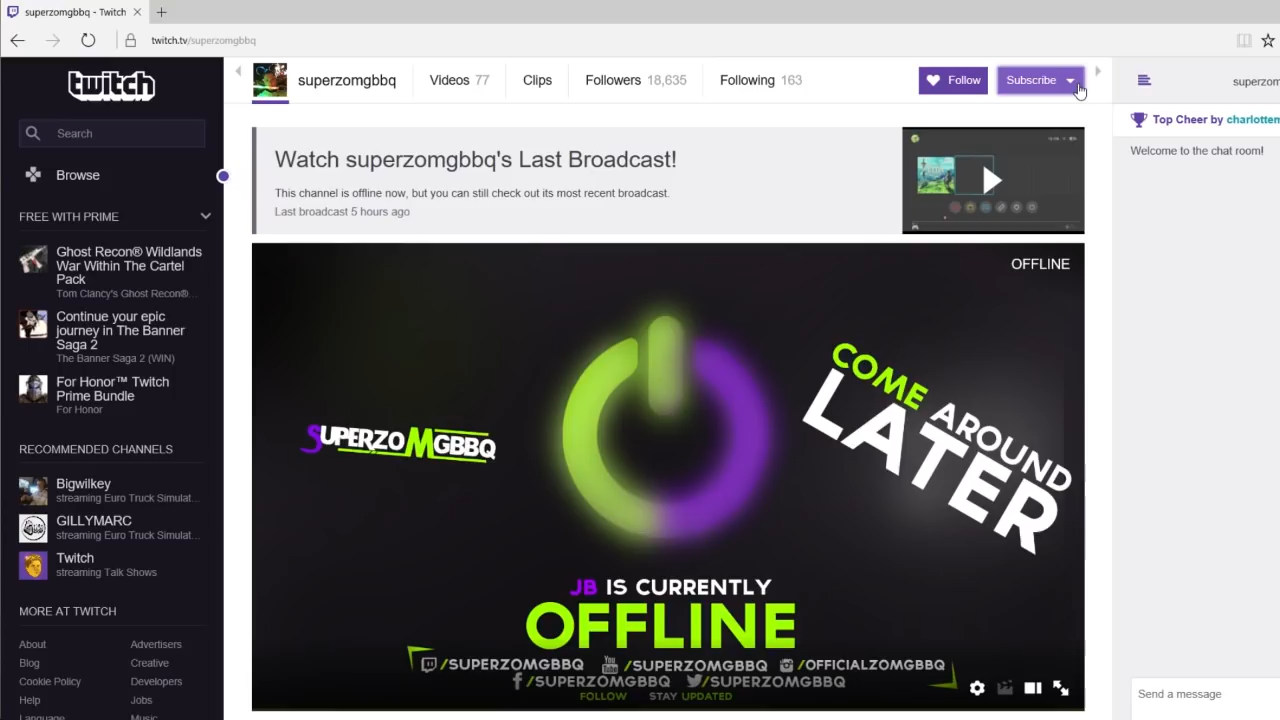 superzomgbbq - Twitch
twitch.tv/superzomgbbq
twitch
Search
Browse
FREE WITH PRIME
Ghost Recon® Wildlands
War Within The Cartel
Pack
Tom Clancy's Ghost Recon®...
Continue your epic
journey in The Banner
Saga 2
The Banner Saga 2 (WIN)
For Honor™ Twitch
Prime Bundle
For Honor
RECOMMENDED CHANNELS
Bigwilkey
streaming Euro Truck Simulat...
GILLYMARC
streaming Euro Truck Simulat...
Twitch
streaming Talk Shows
MORE AT TWITCH
About Advertisers
Blog Creative
Cookie Policy Developers
Help Jobs
Language Music
superzomgbbq Videos 77 Clips Followers 18,635 Following 163 Follow Subscribe
Watch superzomgbbq's Last Broadcast!
This channel is offline now, but you can still check out its most recent broadcast.
Last broadcast 5 hours ago
OFFLINE
SUPERZOMGBBQ
COME AROUND
LATER
JB IS CURRENTLY
OFFLINE
/SUPERZOMGBBQ You Tube /SUPERZOMGBBQ /OFFICIALZOMGBBQ
/SUPERZOMGBBQ /SUPERZOMGBBQ
FOLLOW STAY UPDATED
superzom
Top Cheer by charlottem
Welcome to the chat room!
Send a message